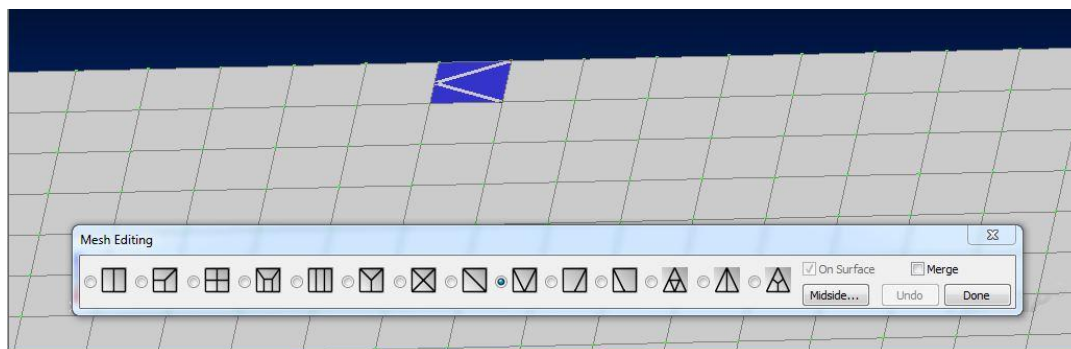 Mesh Editing
On Surface
Merge
Midside...
Undo
Done